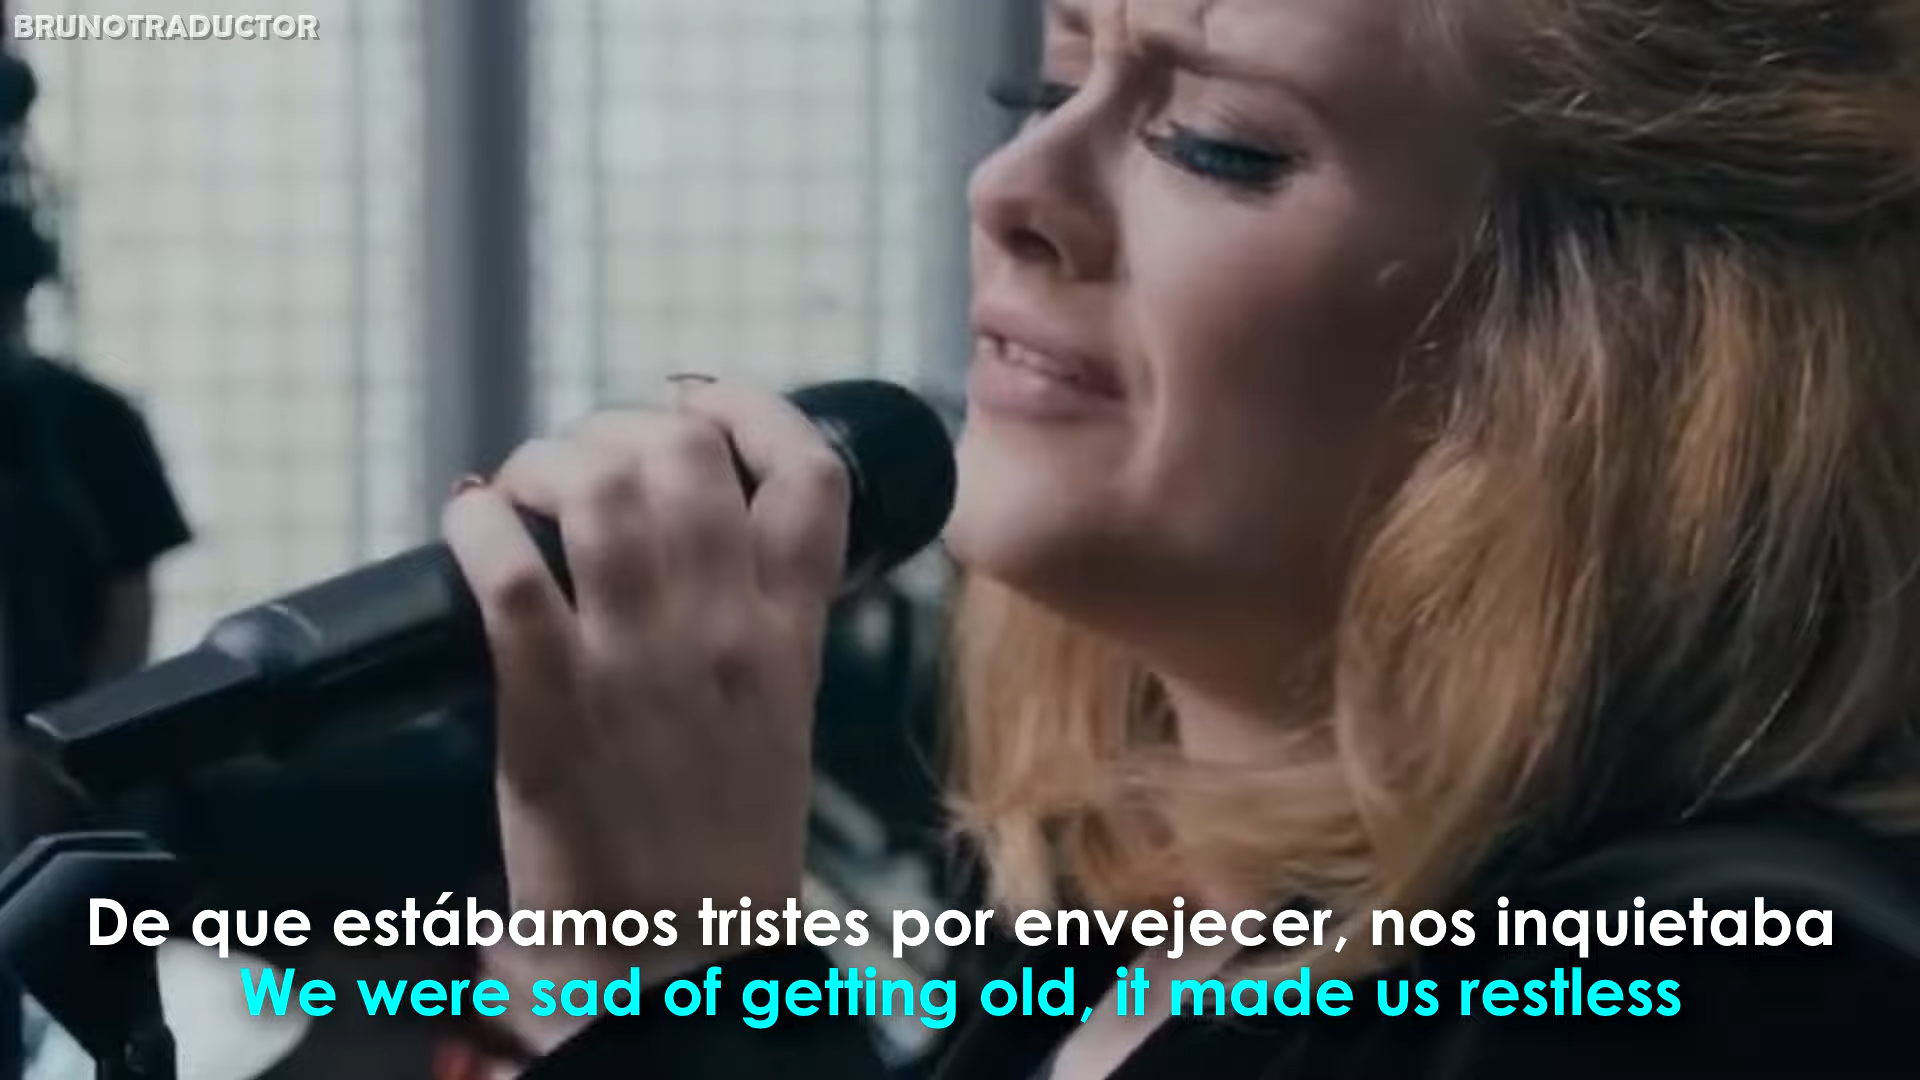 BRUNOTRADUCTOR
De que estábamos tristes por envejecer, nos inquietaba
We were sad of getting old, it made us restless